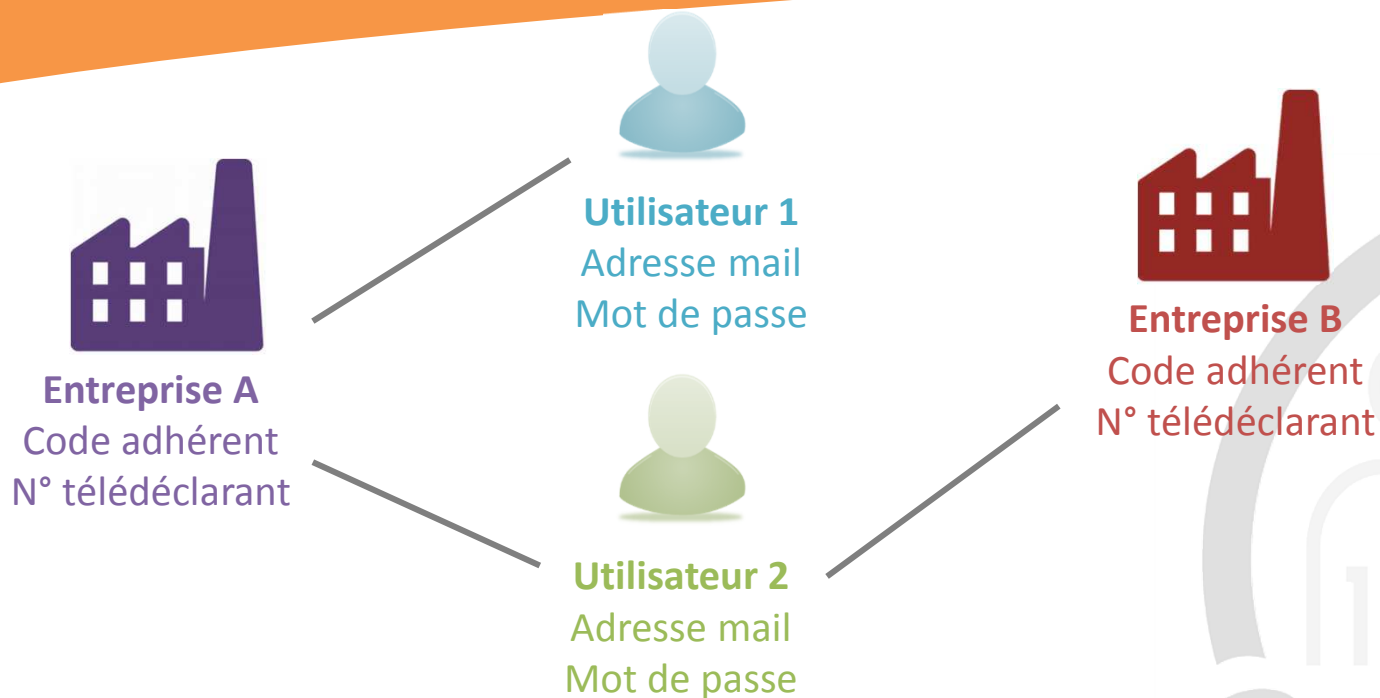 Utilisateur 1
Adresse mail
Mot de passe
Entreprise A
Code adhérent
N° télédéclarant
Entreprise B
Code adhérent
N° télédéclarant
Utilisateur 2
Adresse mail
Mot de passe